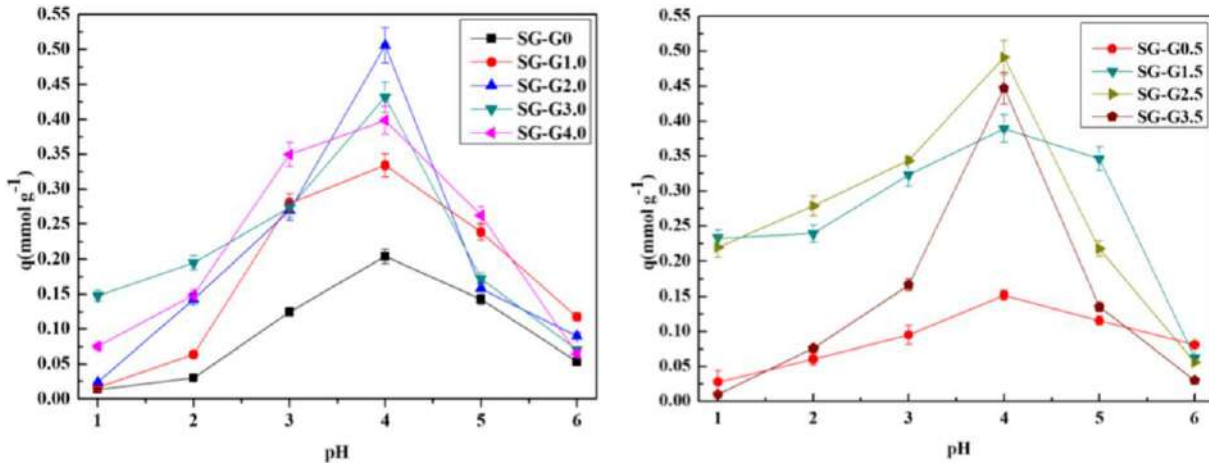 0.55
0.50
0.45
0.40
0.35
0.30
0.25
0.20
0.15
0.10
0.05
0.00
q(mmol g⁻¹)
1 2 3 4 5 6
pH
SG-G0
SG-G1.0
SG-G2.0
SG-G3.0
SG-G4.0
0.55
0.50
0.45
0.40
0.35
0.30
0.25
0.20
0.15
0.10
0.05
0.00
q(mmol g⁻¹)
1 2 3 4 5 6
pH
SG-G0.5
SG-G1.5
SG-G2.5
SG-G3.5